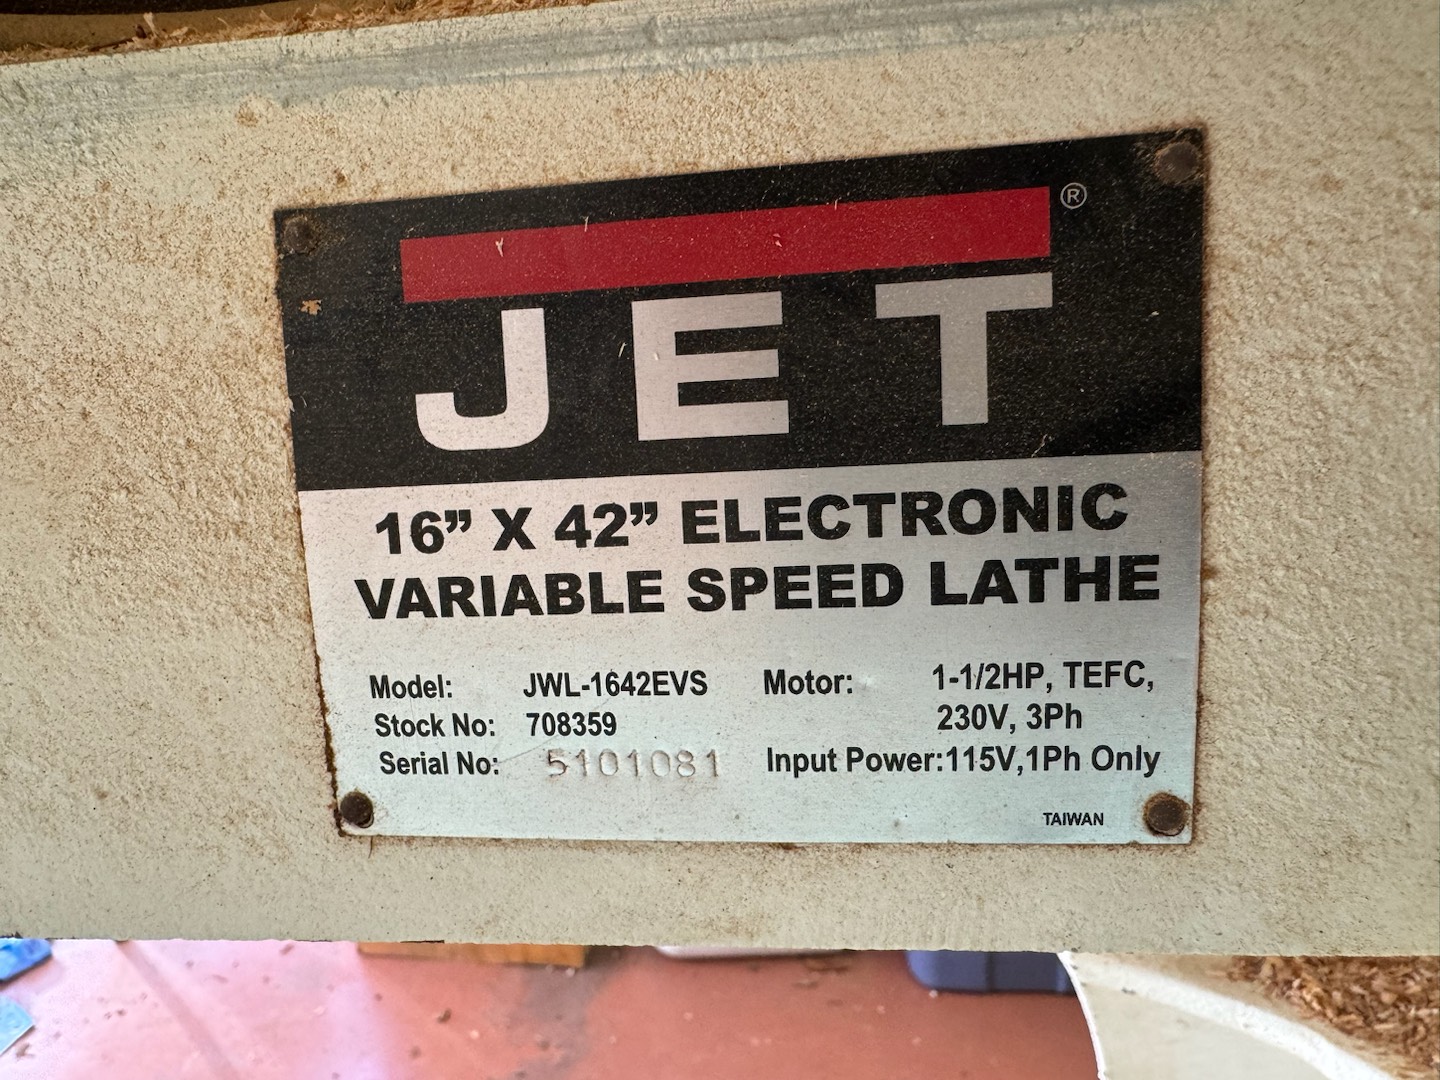 JET®
16” X 42” ELECTRONIC
VARIABLE SPEED LATHE
Model: JWL-1642EVS Motor: 1-1/2HP, TEFC,
Stock No: 708359 230V, 3Ph
Serial No: 5101081 Input Power:115V,1Ph Only
TAIWAN